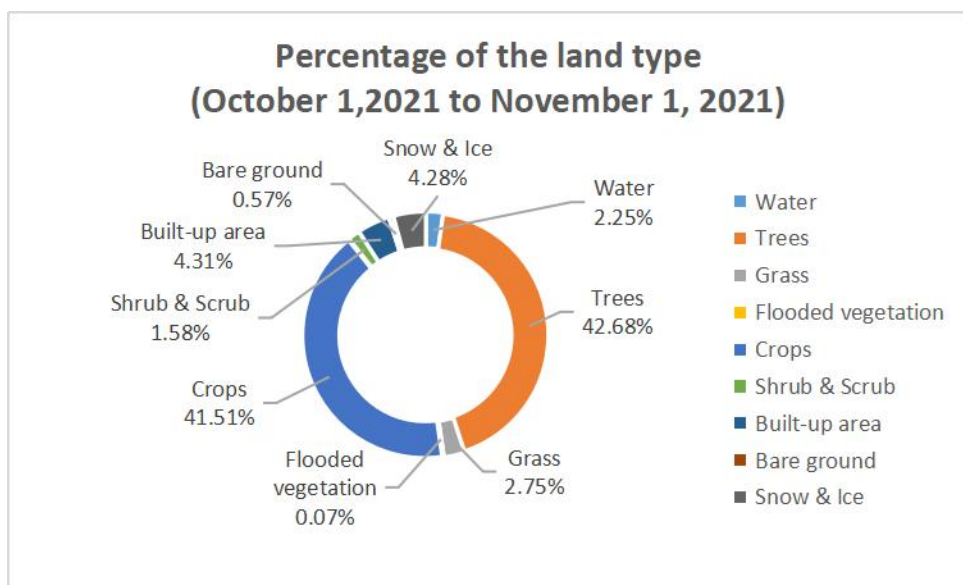 Percentage of the land type
(October 1,2021 to November 1, 2021)
Snow & Ice
4.28%
Bare ground
0.57%
Water
2.25%
Built-up area
4.31%
Shrub & Scrub
1.58%
Trees
42.68%
Crops
41.51%
Flooded
vegetation
0.07%
Grass
2.75%
Water
Trees
Grass
Flooded vegetation
Crops
Shrub & Scrub
Built-up area
Bare ground
Snow & Ice